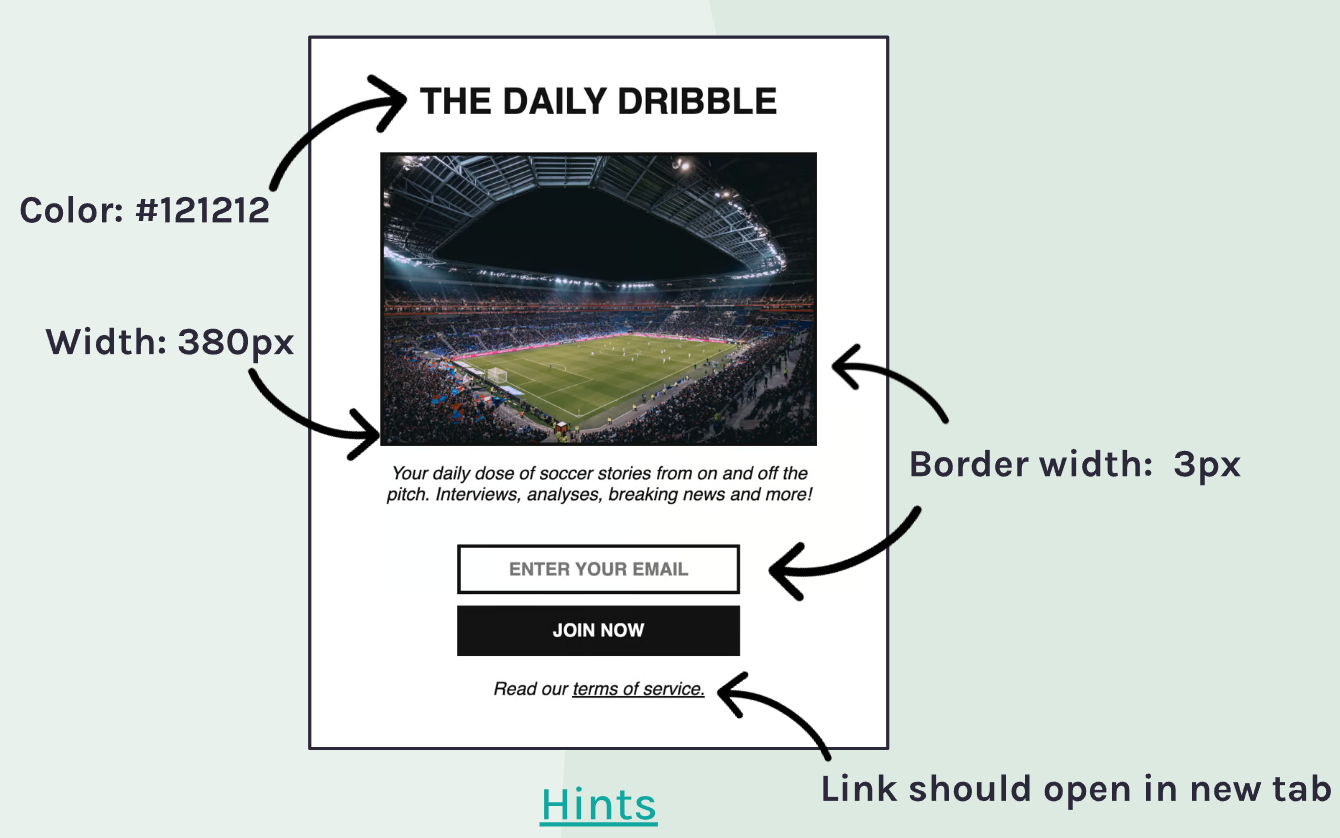 THE DAILY DRIBBLE
Color: #121212
Width: 380px
Border width: 3px
Your daily dose of soccer stories from on and off the
pitch. Interviews, analyses, breaking news and more!
ENTER YOUR EMAIL
JOIN NOW
Read our terms of service.
Link should open in new tab
Hints